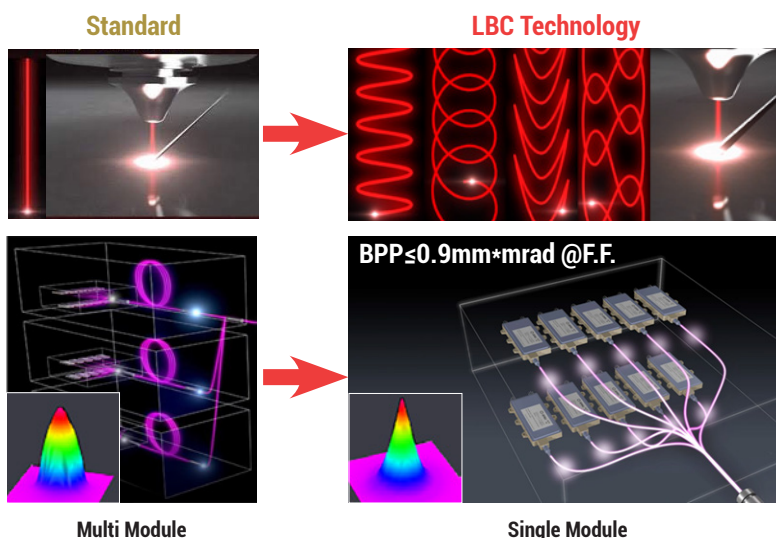 Standard
LBC Technology
BPP≤0.9mm*mrad @F.F.
Multi Module
Single Module